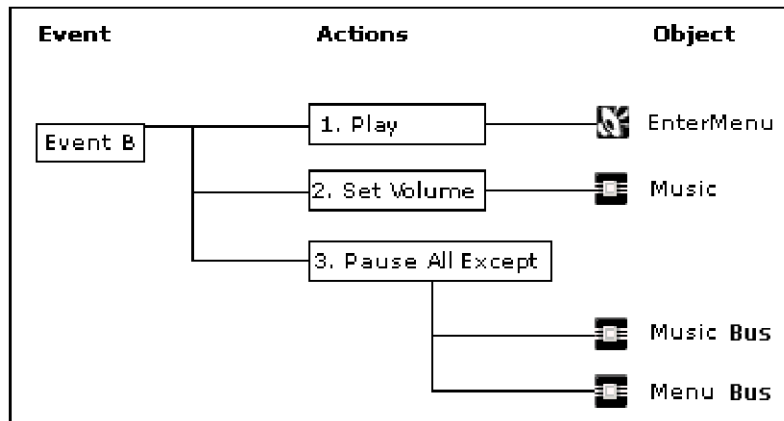 Event Actions Object
1. Play EnterMenu
Event B
2. Set Volume Music
3. Pause All Except
Music Bus
Menu Bus